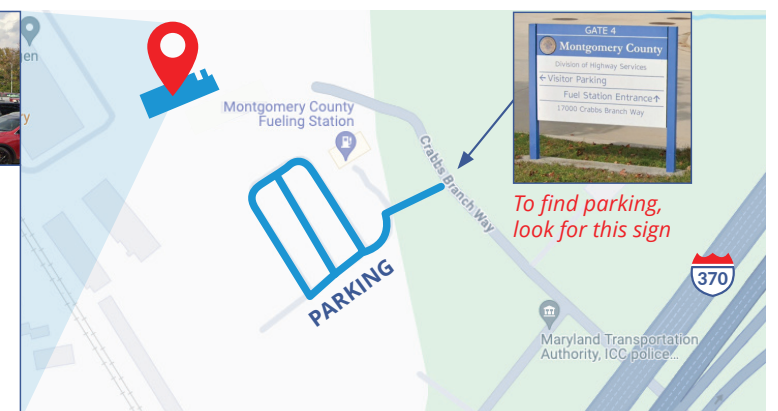 GATE 4
Montgomery County
Division of Highway Services
←Visitor Parking
Fuel Station Entrance↑
17000 Crabbs Branch Way
Montgomery County
Fueling Station
Crabbs Branch Way
To find parking,
look for this sign
PARKING
370
Maryland Transportation
Authority, ICC police...